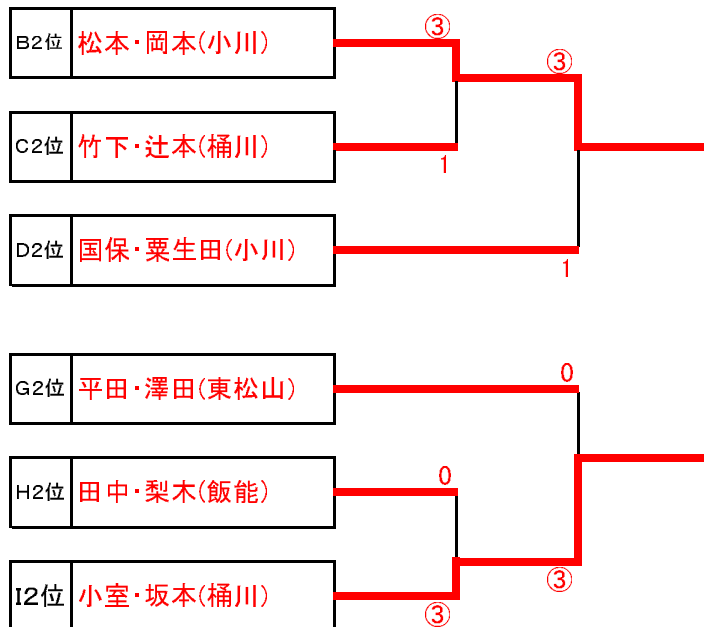 B2位 松本・岡本(小川)
③
③
C2位 竹下・辻本(桶川)
1
D2位 国保・粟生田(小川)
1
G2位 平田・澤田(東松山)
0
H2位 田中・梨木(飯能)
0
I2位 小室・坂本(桶川)
③
③